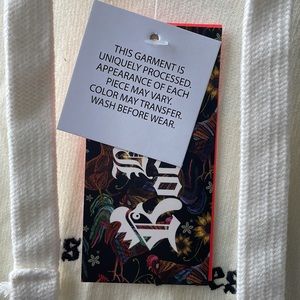 THIS GARMENT IS
UNIQUELY PROCESSED.
APPEARANCE OF EACH
PIECE MAY VARY.
COLOR MAY TRANSFER.
WASH BEFORE WEAR.